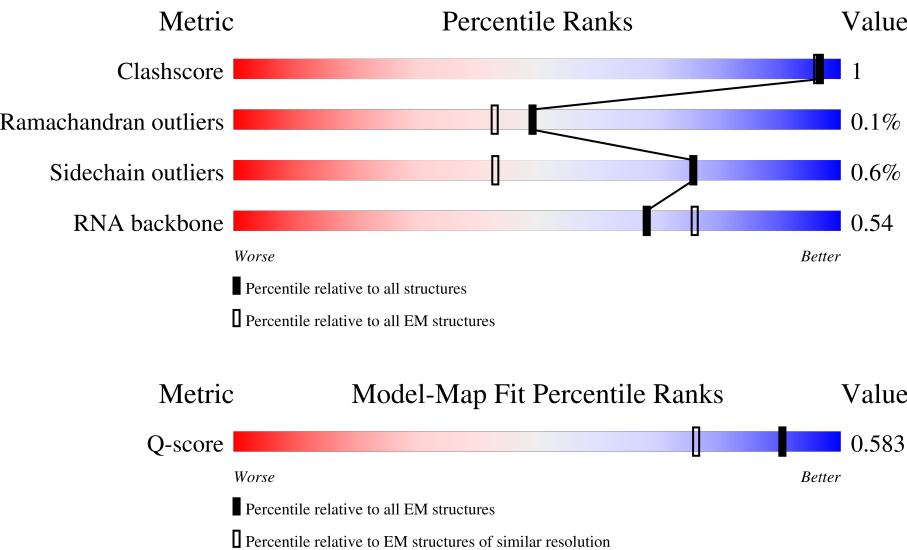 Metric Percentile Ranks Value
Clashscore 1
Ramachandran outliers 0.1%
Sidechain outliers 0.6%
RNA backbone 0.54
Worse Better
Percentile relative to all structures
Percentile relative to all EM structures
Metric Model-Map Fit Percentile Ranks Value
Q-score 0.583
Worse Better
Percentile relative to all EM structures
Percentile relative to EM structures of similar resolution